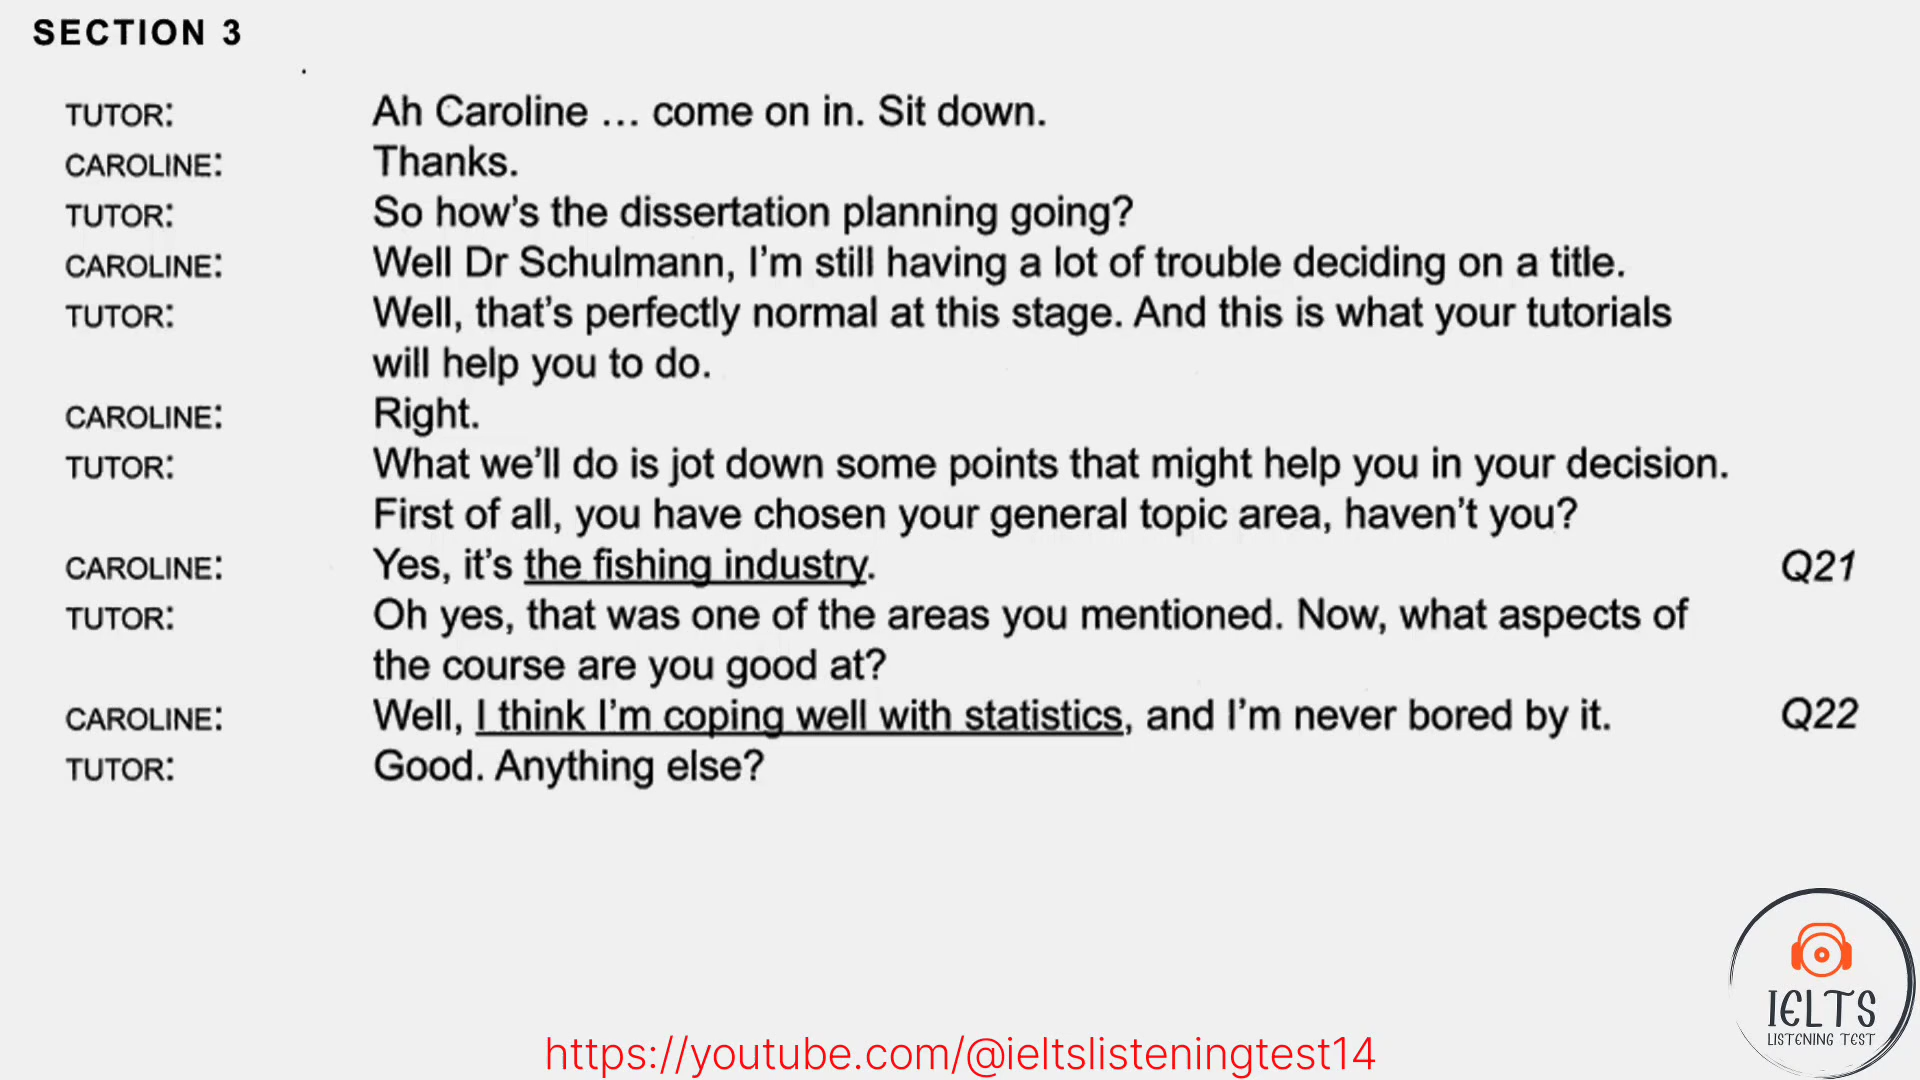 SECTION 3
TUTOR: Ah Caroline … come on in. Sit down.
CAROLINE: Thanks.
TUTOR: So how’s the dissertation planning going?
CAROLINE: Well Dr Schulmann, I’m still having a lot of trouble deciding on a title.
TUTOR: Well, that’s perfectly normal at this stage. And this is what your tutorials
will help you to do.
CAROLINE: Right.
TUTOR: What we’ll do is jot down some points that might help you in your decision.
First of all, you have chosen your general topic area, haven’t you?
CAROLINE: Yes, it’s the fishing industry. Q21
TUTOR: Oh yes, that was one of the areas you mentioned. Now, what aspects of
the course are you good at?
CAROLINE: Well, I think I’m coping well with statistics, and I’m never bored by it. Q22
TUTOR: Good. Anything else?
IELTS
LISTENING TEST
https://youtube.com/@ieltslisteningtest14